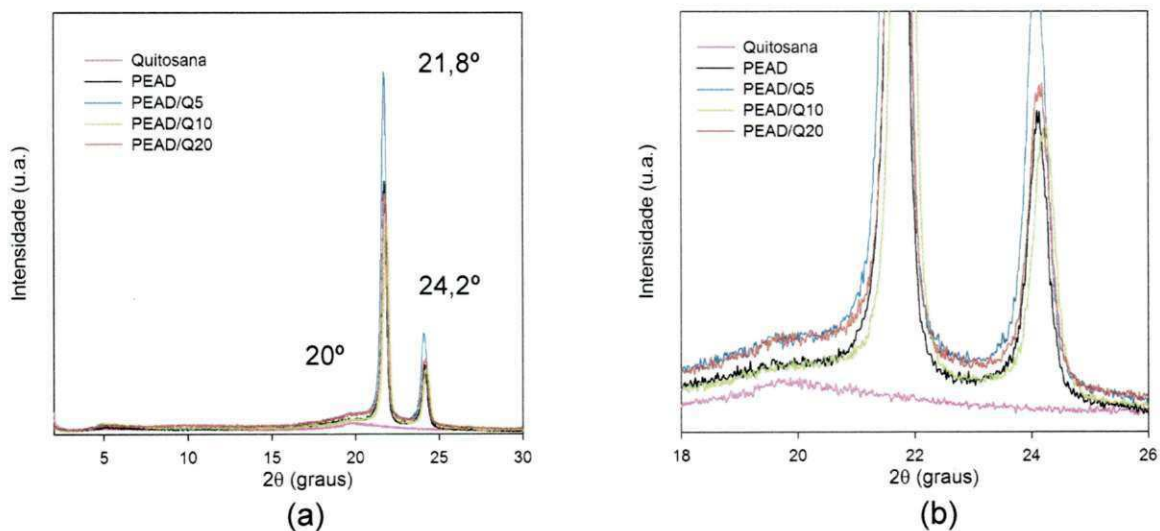 Intensidade (u.a.)
Quitosana
PEAD
PEAD/Q5
PEAD/Q10
PEAD/Q20
21,8º
24,2º
20º
5
10
15
20
25
30
2θ (graus)
(a)
Intensidade (u.a.)
Quitosana
PEAD
PEAD/Q5
PEAD/Q10
PEAD/Q20
18
20
22
24
26
2θ (graus)
(b)